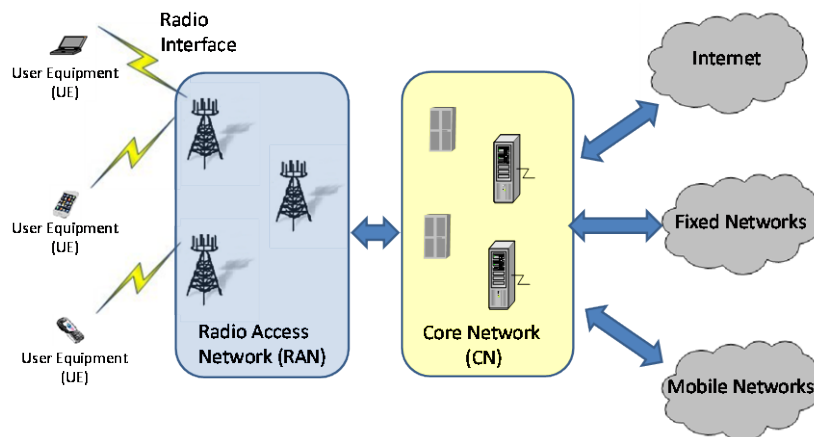 Radio
Interface
User Equipment
(UE)
User Equipment
(UE)
User Equipment
(UE)
Radio Access
Network (RAN)
Core Network
(CN)
Internet
Fixed Networks
Mobile Networks